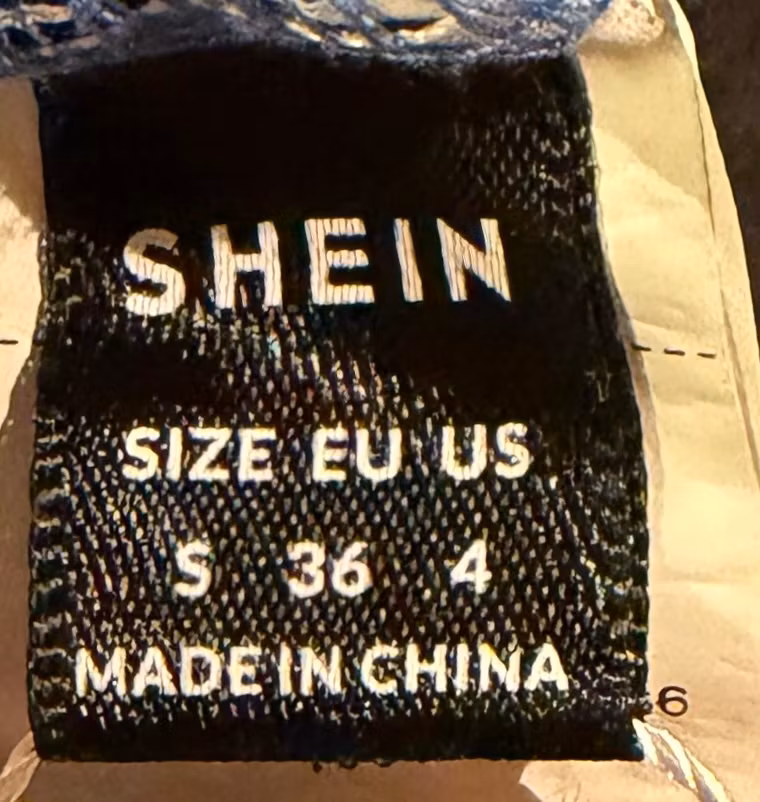 SHEIN
SIZE EU US
S 36 4
MADE IN CHINA
6